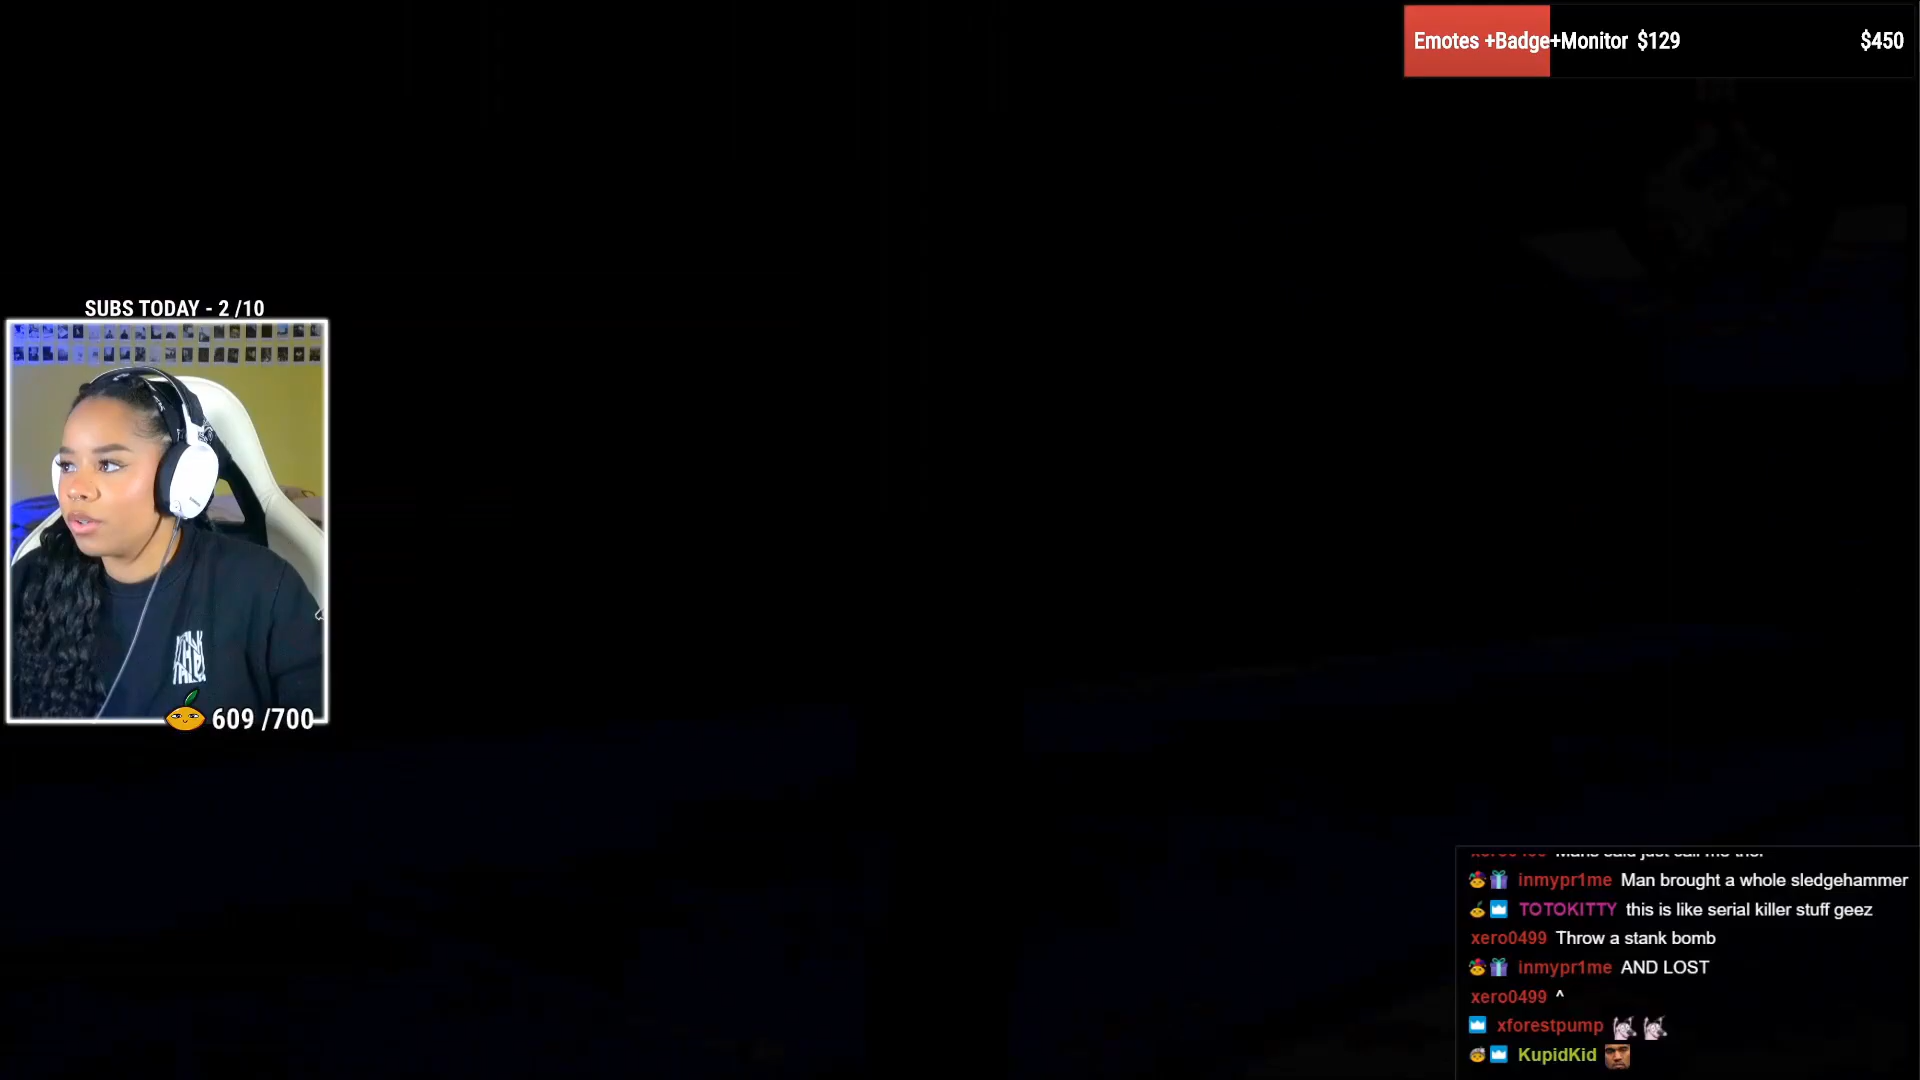 Emotes +Badge+Monitor $129 $450
SUBS TODAY - 2 /10
609 /700
inmypr1me Man brought a whole sledgehammer
TOTOKITTY this is like serial killer stuff geez
xero0499 Throw a stank bomb
inmypr1me AND LOST
xero0499 ^
xforestpump
KupidKid